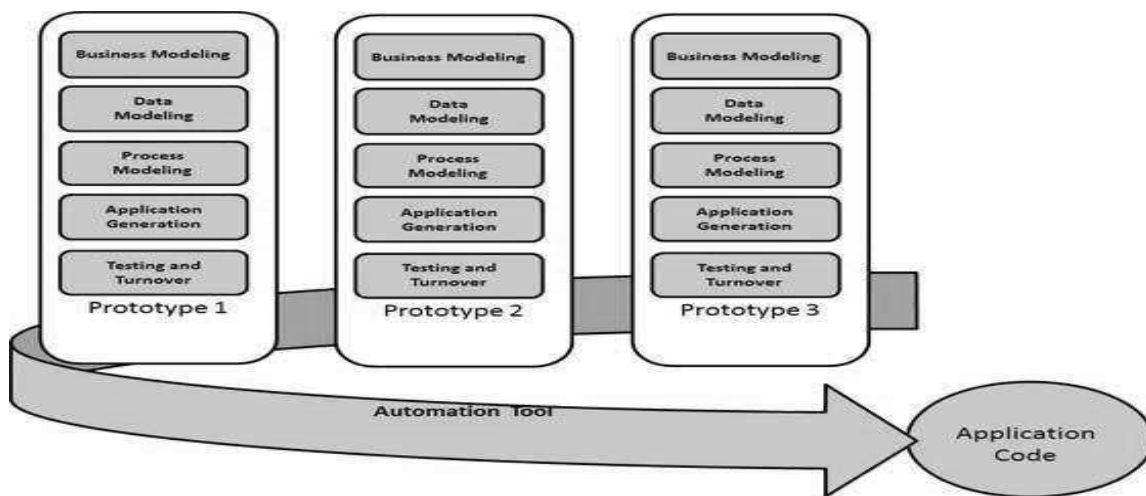 Business Modeling
Data
Modeling
Process
Modeling
Application
Generation
Testing and
Turnover
Prototype 1
Business Modeling
Data
Modeling
Process
Modeling
Application
Generation
Testing and
Turnover
Prototype 2
Business Modeling
Data
Modeling
Process
Modeling
Application
Generation
Testing and
Turnover
Prototype 3
Automation Tool
Application
Code